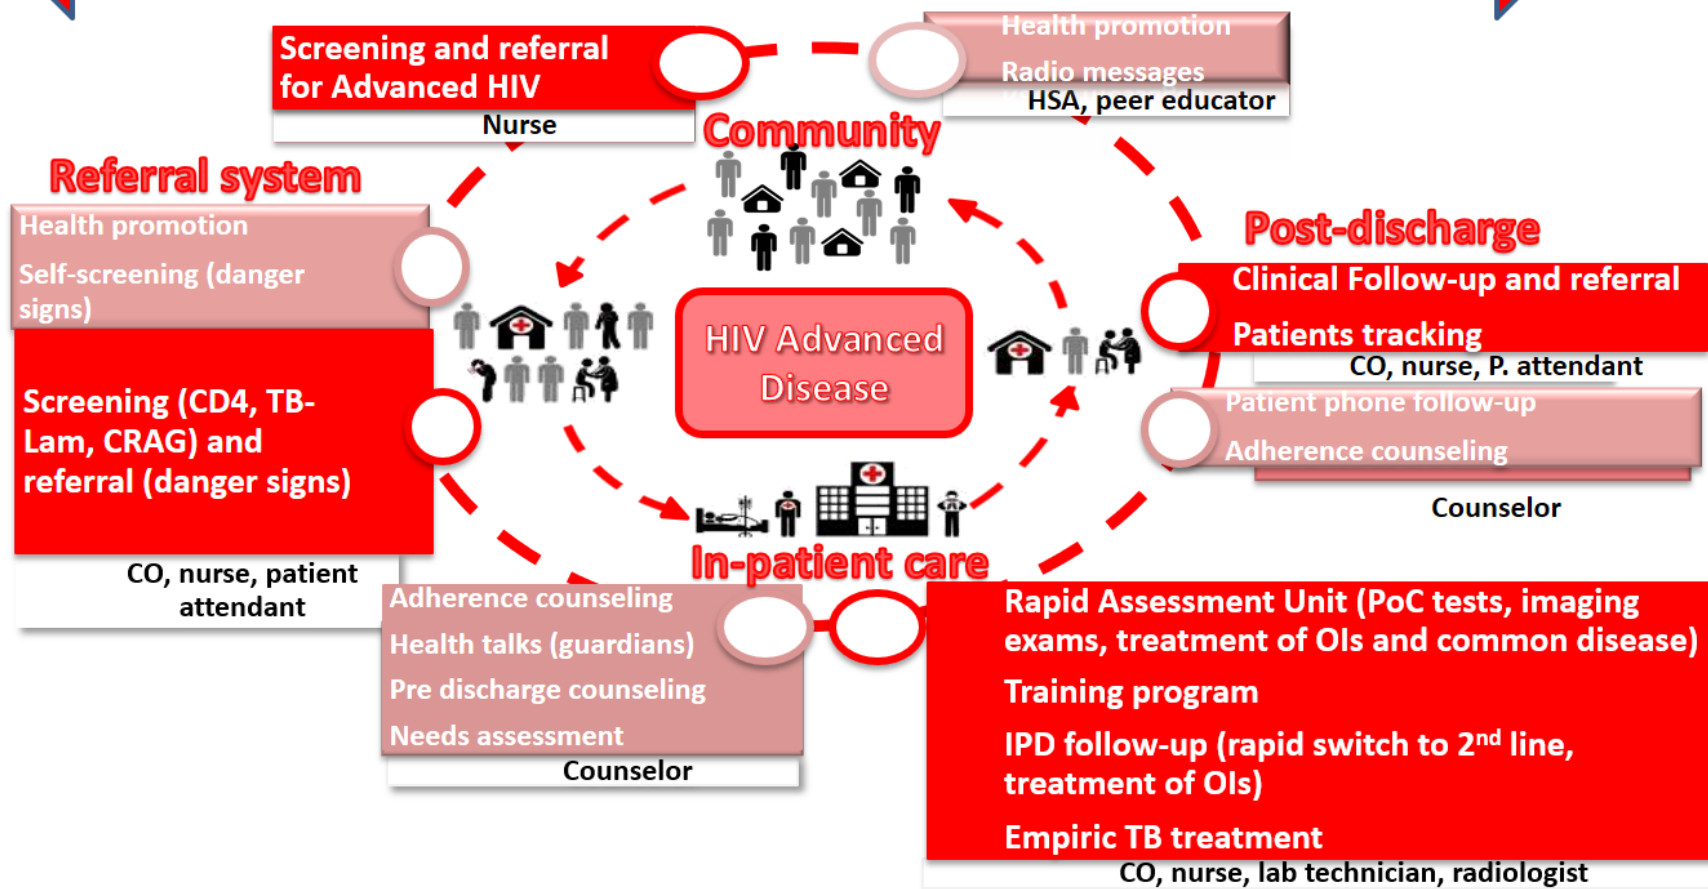 Screening and referral
for Advanced HIV
Nurse
Health promotion
Radio messages
HSA, peer educator
Community
Referral system
Health promotion
Self-screening (danger
signs)
Screening (CD4, TB-
Lam, CRAG) and
referral (danger signs)
CO, nurse, patient
attendant
HIV Advanced
Disease
Post-discharge
Clinical Follow-up and referral
Patients tracking
CO, nurse, P. attendant
Patient phone follow-up
Adherence counseling
Counselor
In-patient care
Adherence counseling
Health talks (guardians)
Pre discharge counseling
Needs assessment
Counselor
Rapid Assessment Unit (PoC tests, imaging
exams, treatment of OIs and common disease)
Training program
IPD follow-up (rapid switch to 2nd line,
treatment of OIs)
Empiric TB treatment
CO, nurse, lab technician, radiologist